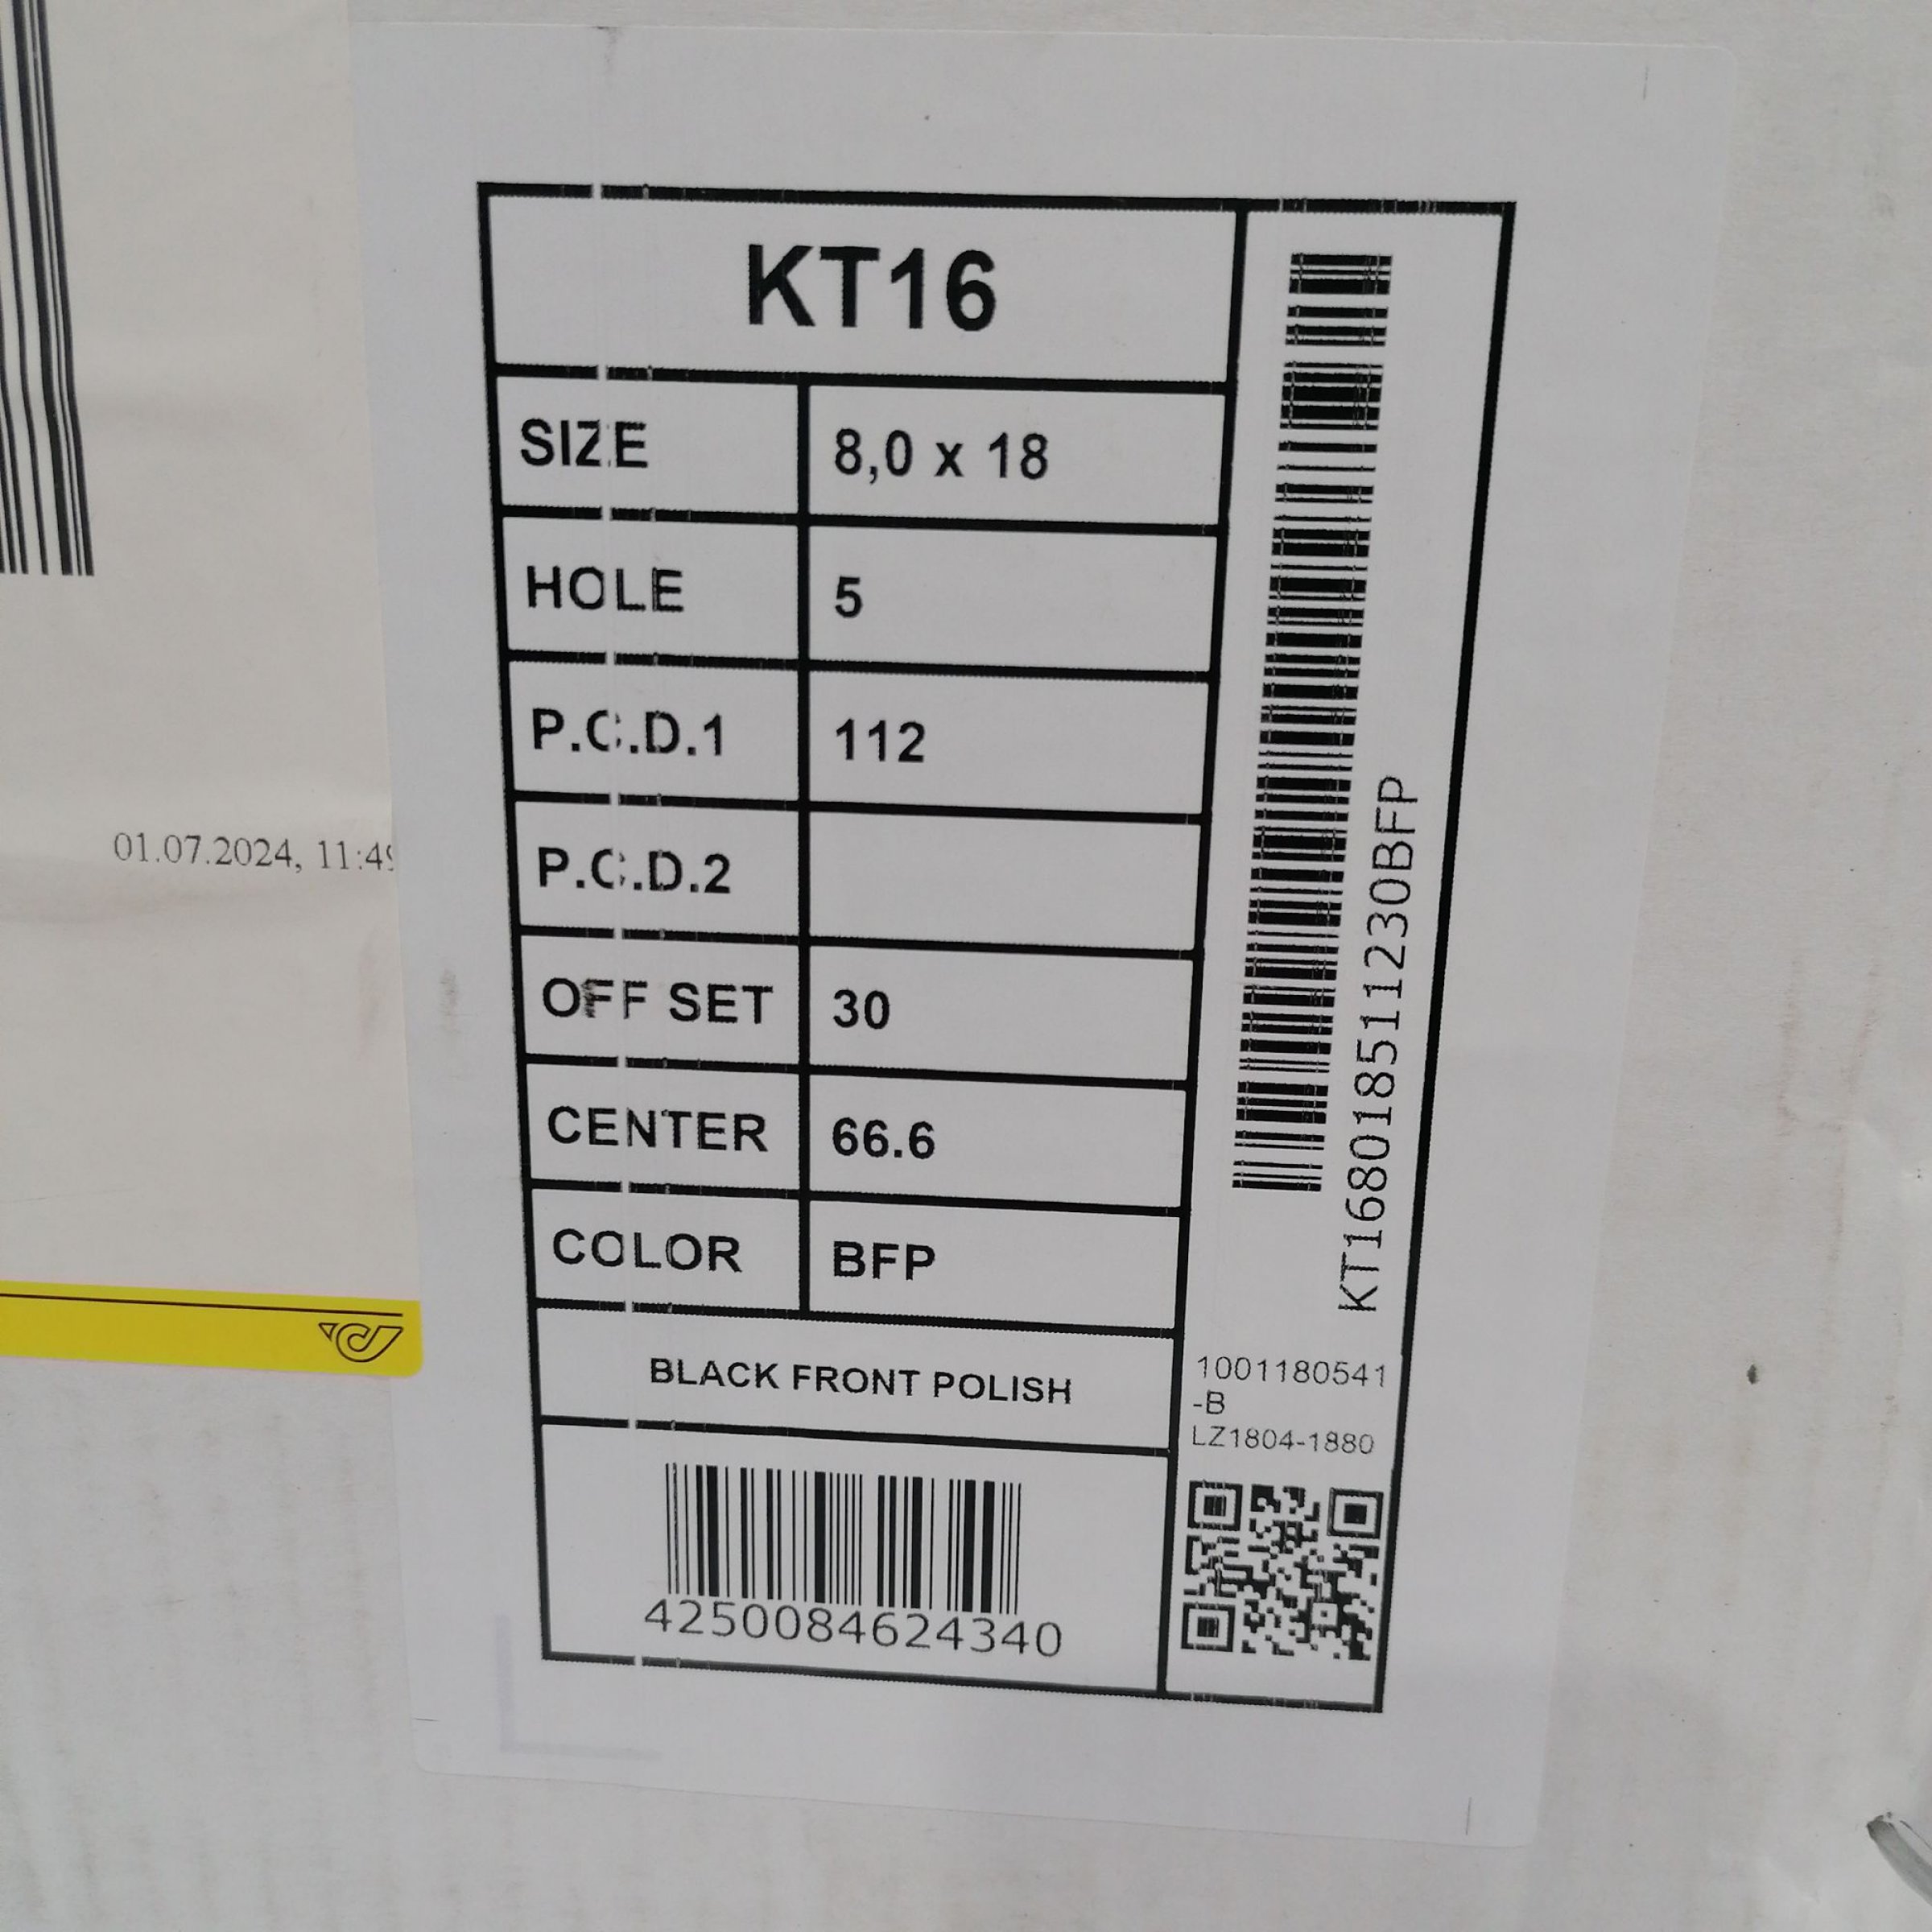 KT16
SIZE 8,0 x 18
HOLE 5
P.C.D.1 112
P.C.D.2
OFF SET 30
CENTER 66.6
COLOR BFP
BLACK FRONT POLISH
4250084624340
KT168018511230BFP
1001180541
-B
LZ1804-1880
01.07.2024, 11:49